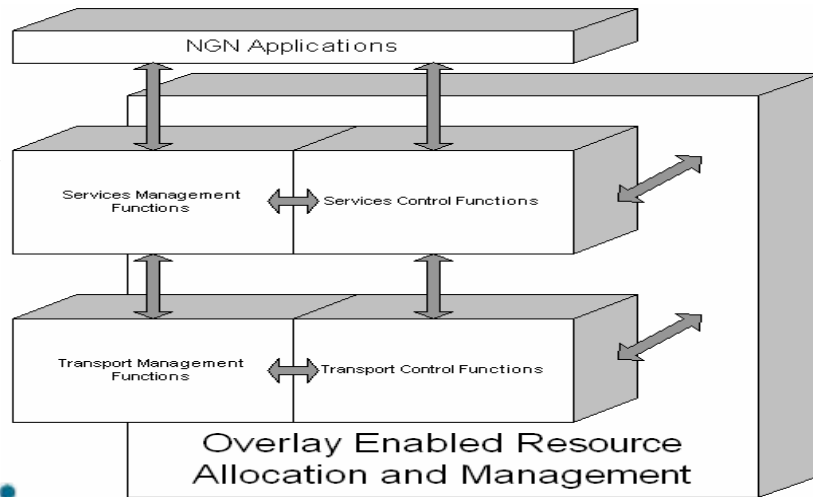 NGN Applications
Services Management
Functions
Services Control Functions
Transport Management
Functions
Transport Control Functions
Overlay Enabled Resource
Allocation and Management